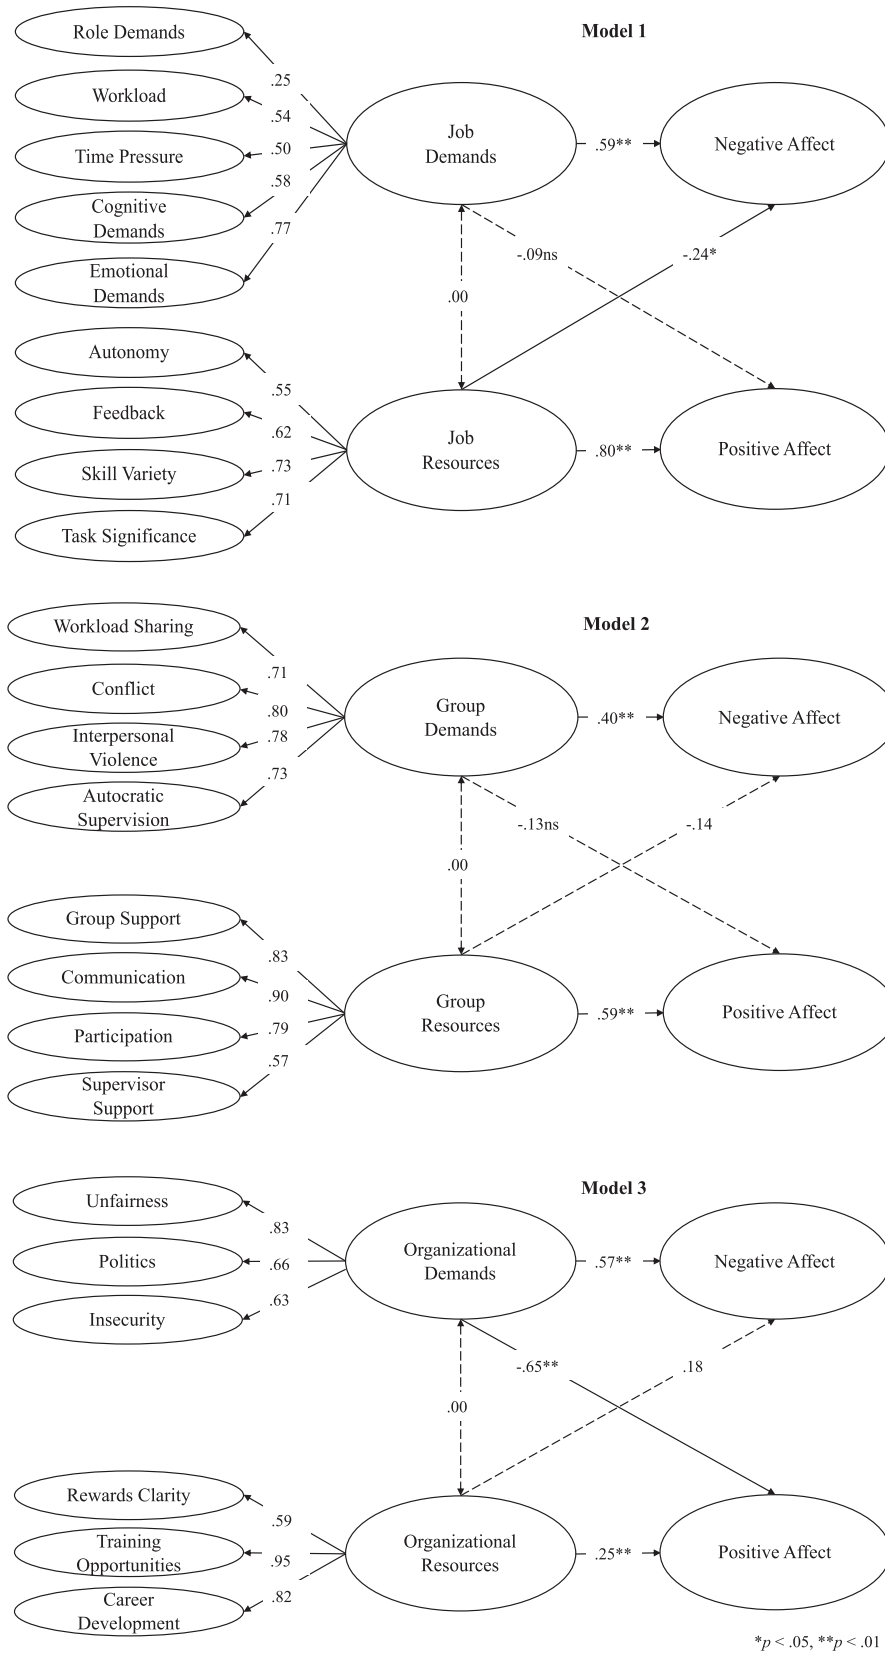 Model 1
Role Demands
Workload
Time Pressure
Cognitive
Demands
Emotional
Demands
.25
.54
.50
.58
.77
Job
Demands
.59**
Negative Affect
-.09ns
-.24*
.00
Autonomy
Feedback
Skill Variety
Task Significance
.55
.62
.73
.71
Job
Resources
.80**
Positive Affect
Model 2
Workload Sharing
Conflict
Interpersonal
Violence
Autocratic
Supervision
.71
.80
.78
.73
Group
Demands
.40**
Negative Affect
-.13ns
-.14
.00
Group Support
Communication
Participation
Supervisor
Support
.83
.90
.79
.57
Group
Resources
.59**
Positive Affect
Model 3
Unfairness
Politics
Insecurity
.83
.66
.63
Organizational
Demands
.57**
Negative Affect
-.65**
.18
.00
Rewards Clarity
Training
Opportunities
Career
Development
.59
.95
.82
Organizational
Resources
.25**
Positive Affect
*p < .05, **p < .01